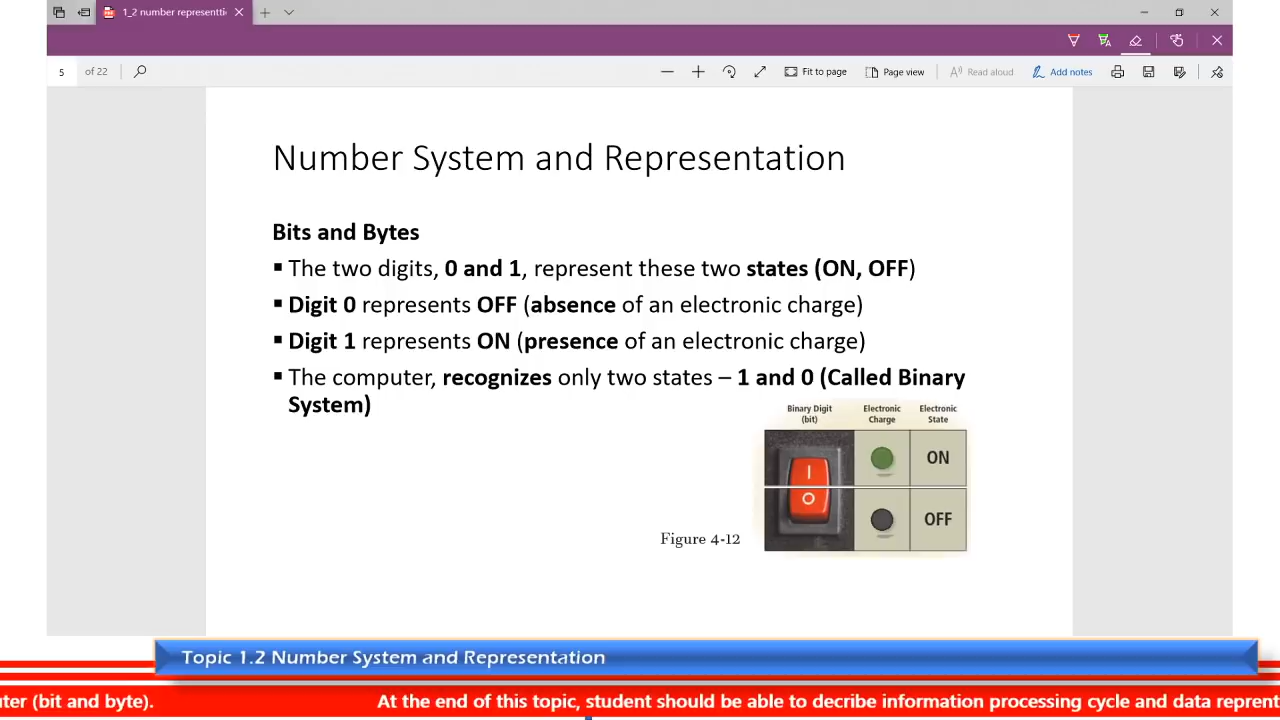 1_2 number representti
5 of 22
Fit to page
Page view
Read aloud
Add notes
Number System and Representation
Bits and Bytes
▪ The two digits, 0 and 1, represent these two states (ON, OFF)
▪ Digit 0 represents OFF (absence of an electronic charge)
▪ Digit 1 represents ON (presence of an electronic charge)
▪ The computer, recognizes only two states – 1 and 0 (Called Binary
System)
Binary Digit
(bit)
Electronic
Charge
Electronic
State
ON
OFF
Figure 4-12
Topic 1.2 Number System and Representation
(bit and byte). At the end of this topic, student should be able to decribe information processing cycle and data reprent